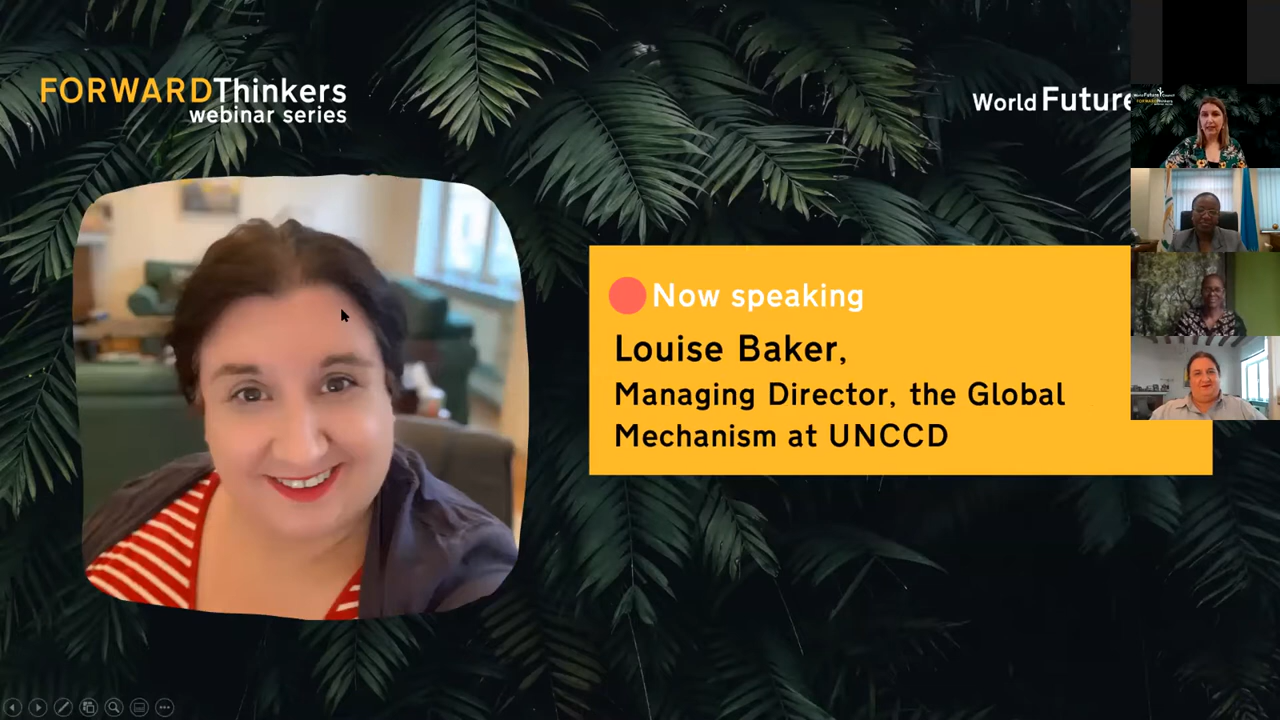 FORWARDThinkers
webinar series
World Future
Now speaking
Louise Baker,
Managing Director, the Global
Mechanism at UNCCD